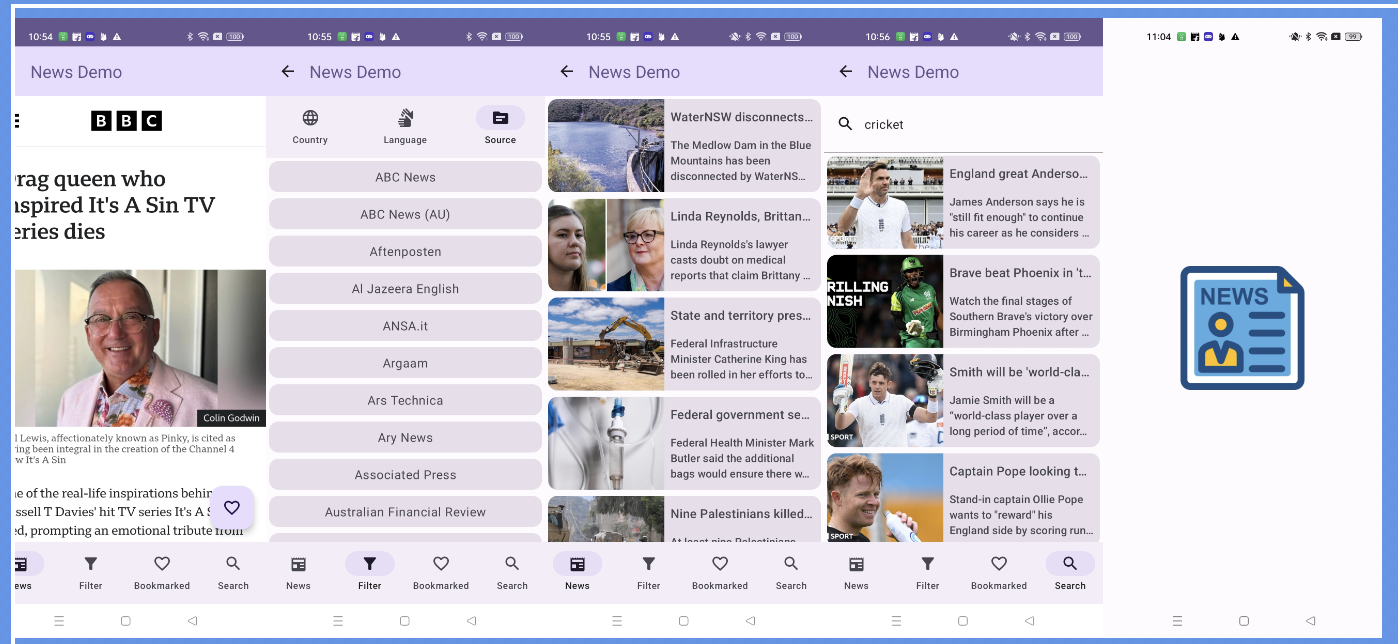 10:54
100
News Demo
BBC
rag queen who
nspired It's A Sin TV
eries dies
Colin Godwin
l Lewis, affectionately known as Pinky, is cited as
ring been integral in the creation of the Channel 4
w It's A Sin
e of the real-life inspirations behin
ssell T Davies' hit TV series It's A S
ed, prompting an emotional tribute from
ews
Filter
Bookmarked
Search
10:55
100
News Demo
Country
Language
Source
ABC News
ABC News (AU)
Aftenposten
Al Jazeera English
ANSA.it
Argaam
Ars Technica
Ary News
Associated Press
Australian Financial Review
News
Filter
Bookmarked
Search
10:55
100
News Demo
WaterNSW disconnects...
The Medlow Dam in the Blue
Mountains has been
disconnected by WaterNS...
Linda Reynolds, Brittan...
Linda Reynolds's lawyer
casts doubt on medical
reports that claim Brittany ...
State and territory pres...
Federal Infrastructure
Minister Catherine King has
been rolled in her efforts to...
Federal government se...
Federal Health Minister Mark
Butler said the additional
bags would ensure there w...
Nine Palestinians killed...
At least nine Palestinians
News
Filter
Bookmarked
Search
10:56
100
News Demo
cricket
England great Anderso...
James Anderson says he is
"still fit enough" to continue
his career as he considers ...
RILLING
NISH
Brave beat Phoenix in 't...
Watch the final stages of
Southern Brave's victory over
Birmingham Phoenix after ...
SPORT
Smith will be 'world-cla...
Jamie Smith will be a
"world-class player over a
long period of time", accor...
SPORT
Captain Pope looking t...
Stand-in captain Ollie Pope
wants to "reward" his
England side by scoring run...
News
Filter
Bookmarked
Search
11:04
99
NEWS